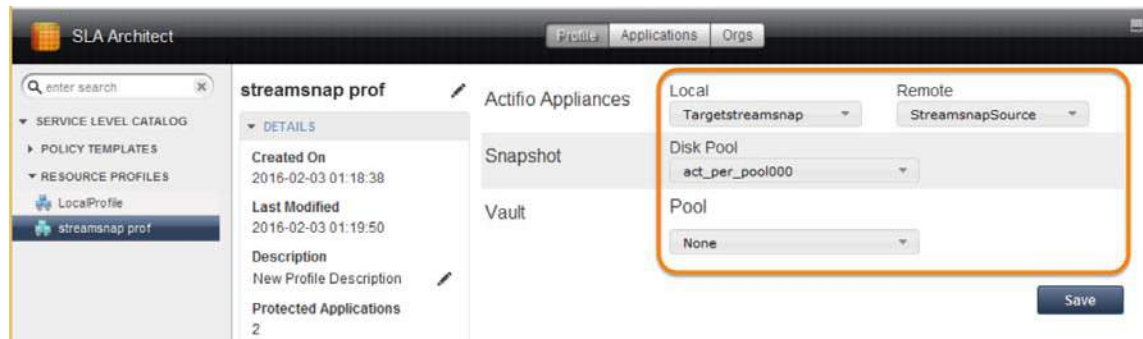 SLA Architect
Profile Applications Orgs
enter search
SERVICE LEVEL CATALOG
POLICY TEMPLATES
RESOURCE PROFILES
LocalProfile
streamsnap prof
streamsnap prof
DETAILS
Created On
2016-02-03 01:18:38
Last Modified
2016-02-03 01:19:50
Description
New Profile Description
Protected Applications
2
Actifio Appliances
Local
Targetstreamsnap
Remote
StreamsnapSource
Snapshot
Disk Pool
act_per_pool000
Vault
Pool
None
Save